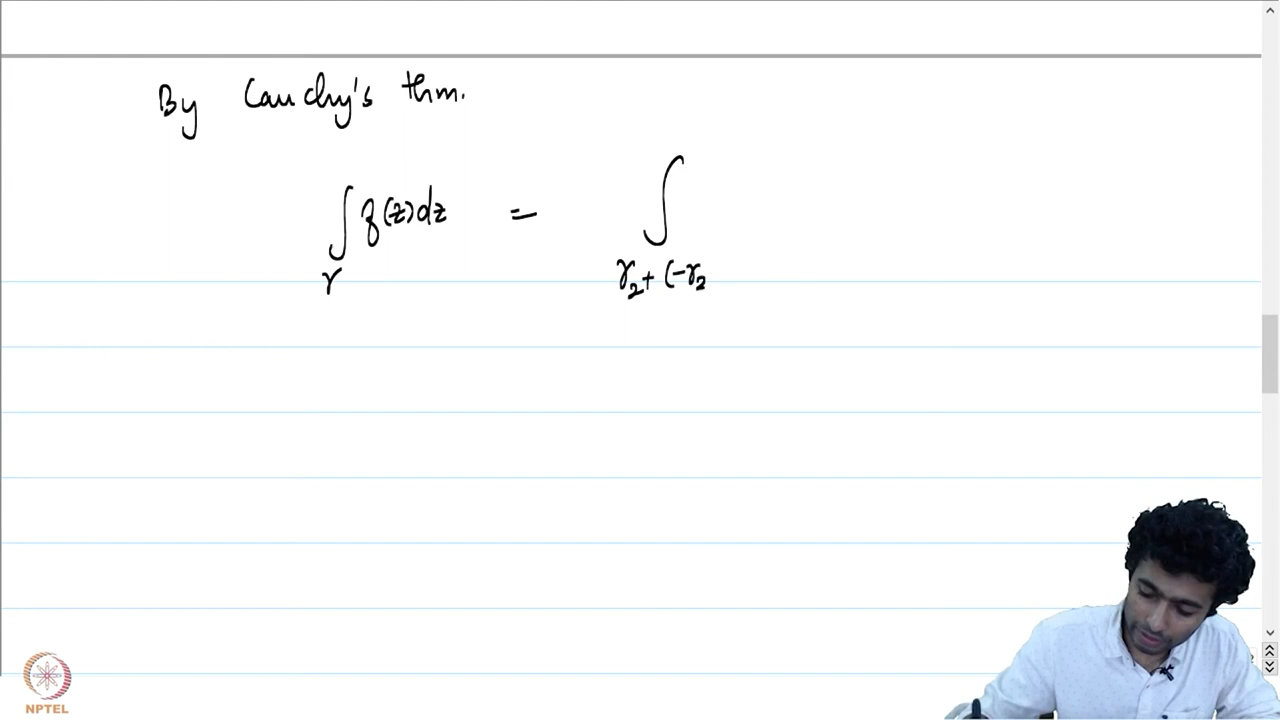 By Cauchy's thm.
∫_γ f(z)dz = ∫_{γ₂+(-γ₂}
NPTEL